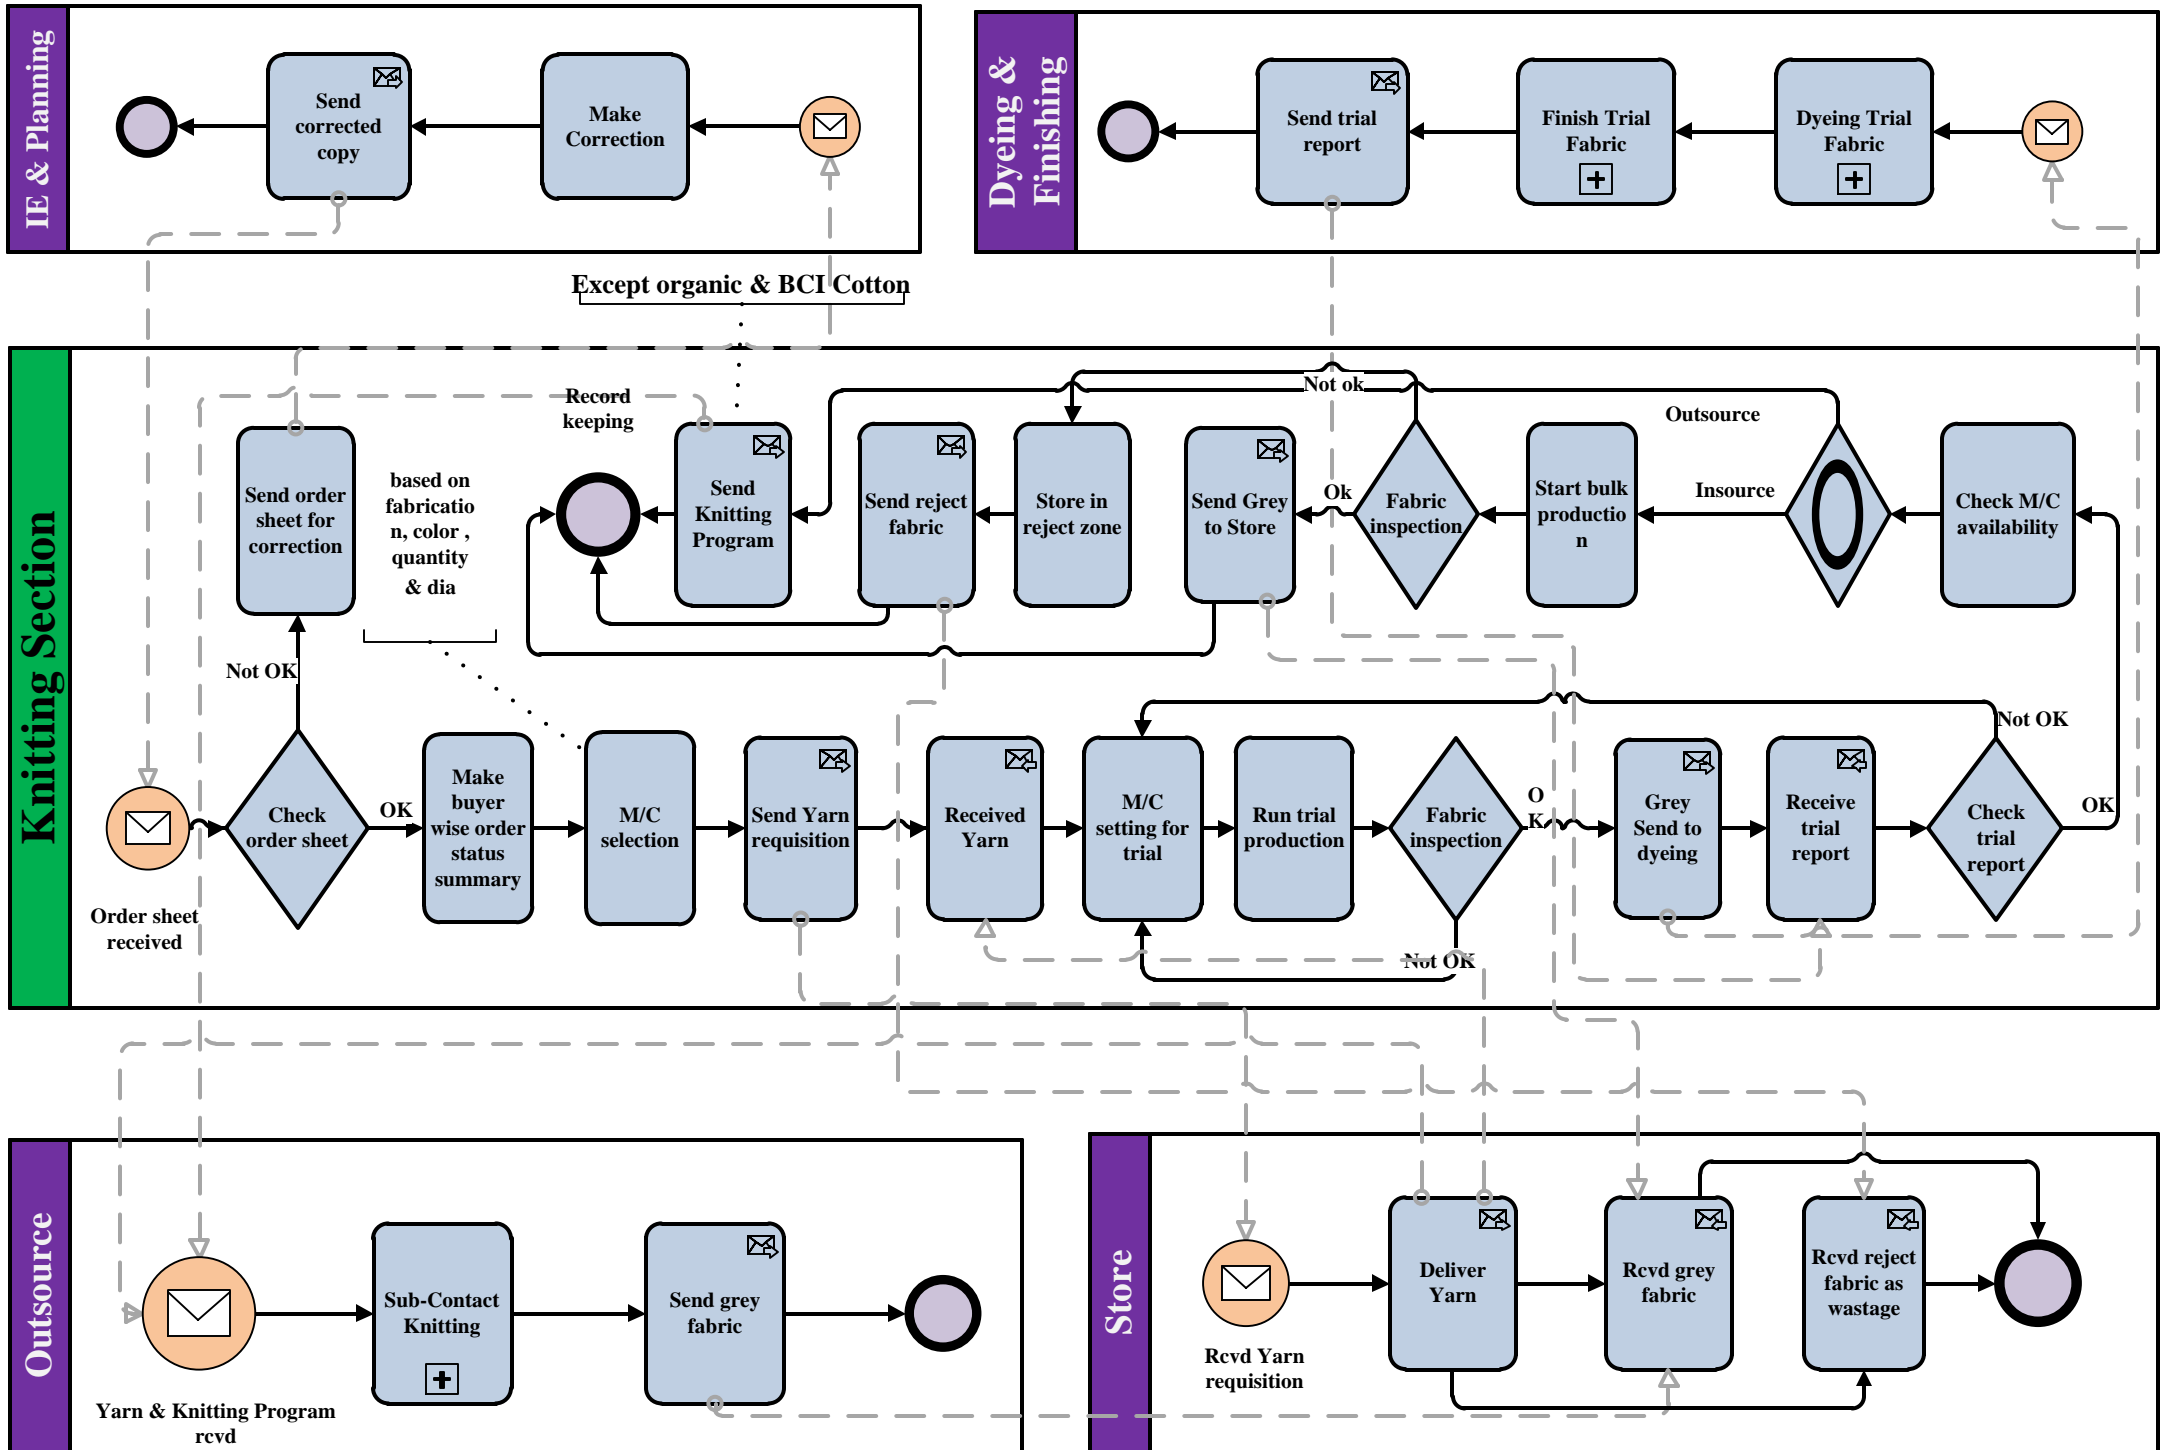 IE & Planning
Send
corrected
copy
Make
Correction
Dyeing &
Finishing
Send trial
report
Finish Trial
Fabric
Dyeing Trial
Fabric
Except organic & BCI Cotton
Knitting Section
Send order
sheet for
correction
based on
fabricatio
n, color ,
quantity
& dia
Record
keeping
Send
Knitting
Program
Send reject
fabric
Store in
reject zone
Send Grey
to Store
Ok
Not ok
Fabric
inspection
Start bulk
productio
n
Outsource
Insource
Check M/C
availability
Not OK
Order sheet
received
Check
order sheet
OK
Make
buyer
wise order
status
summary
M/C
selection
Send Yarn
requisition
Received
Yarn
M/C
setting for
trial
Run trial
production
Fabric
inspection
O
K
Not OK
Grey
Send to
dyeing
Receive
trial
report
Check
trial
report
Not OK
OK
Outsource
Yarn & Knitting Program
rcvd
Sub-Contact
Knitting
Send grey
fabric
Store
Rcvd Yarn
requisition
Deliver
Yarn
Rcvd grey
fabric
Rcvd reject
fabric as
wastage